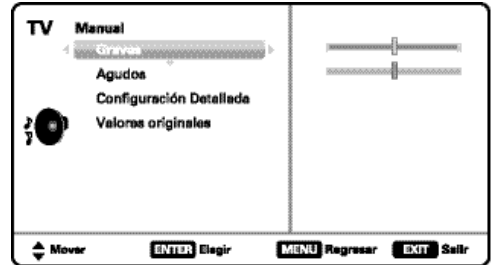 TV Manual
Graves
Agudos
Configuración Detallada
Valores originales
Mover ENTER Elegir MENU Regresar EXIT Salir